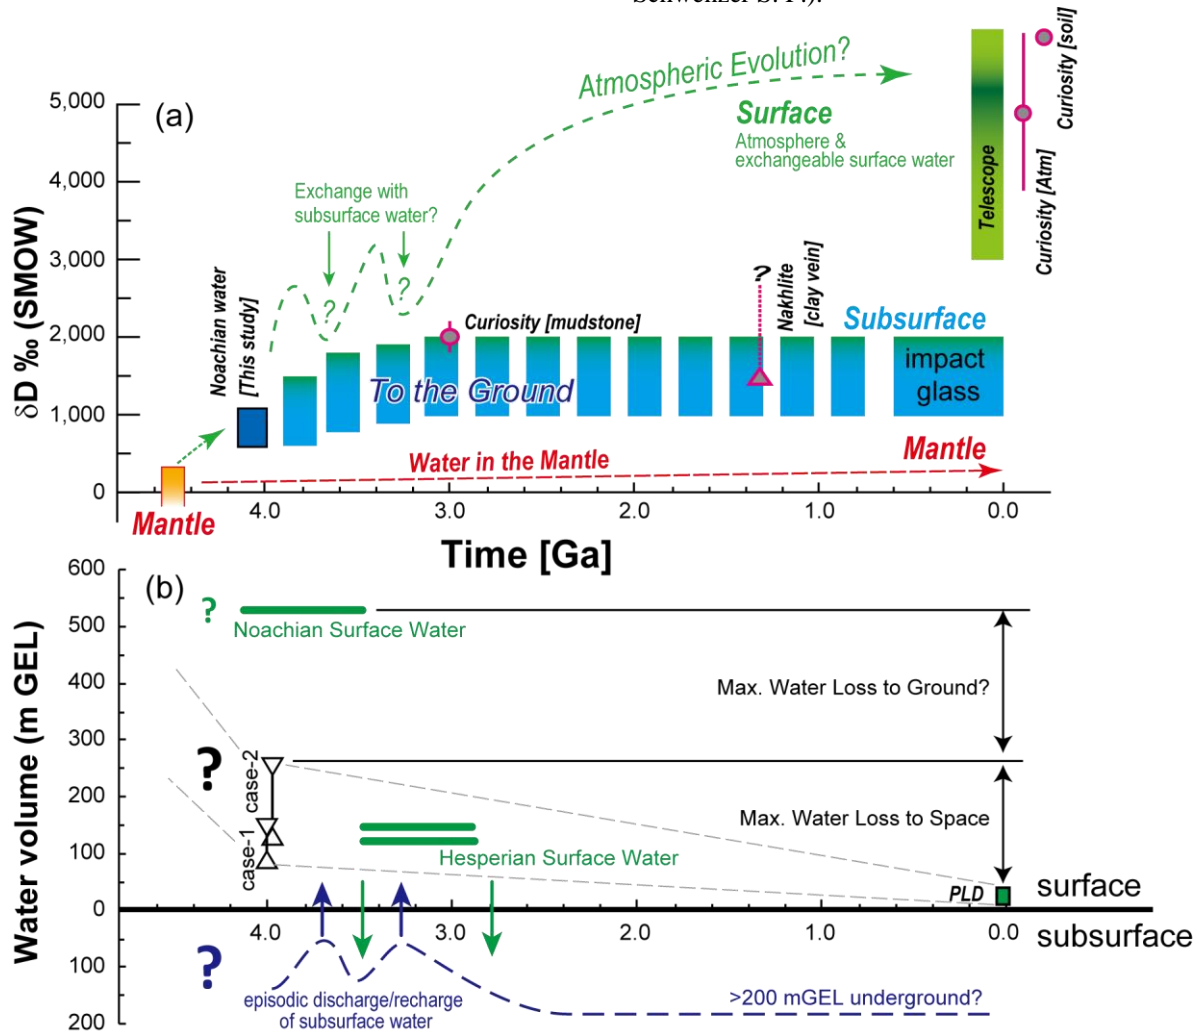 Schwenzer S. P.).
(a)
5,000
4,000
3,000
2,000
1,000
0
δD ‰ (SMOW)
Atmospheric Evolution?
Surface
Atmosphere &
exchangeable surface water
Exchange with
subsurface water?
?
?
Telescope
Curiosity [Atm]
Curiosity [soil]
Noachian water
[This study]
Curiosity [mudstone]
?
Nakhlite
[clay vein]
Subsurface
impact
glass
To the Ground
Mantle
Water in the Mantle
Mantle
4.0
3.0
2.0
1.0
0.0
Time [Ga]
(b)
600
500
400
300
200
100
0
100
200
Water volume (m GEL)
?
Noachian Surface Water
Max. Water Loss to Ground?
?
case-2
case-1
Max. Water Loss to Space
Hesperian Surface Water
PLD
surface
4.0
3.0
2.0
1.0
0.0
subsurface
?
episodic discharge/recharge
of subsurface water
>200 mGEL underground?